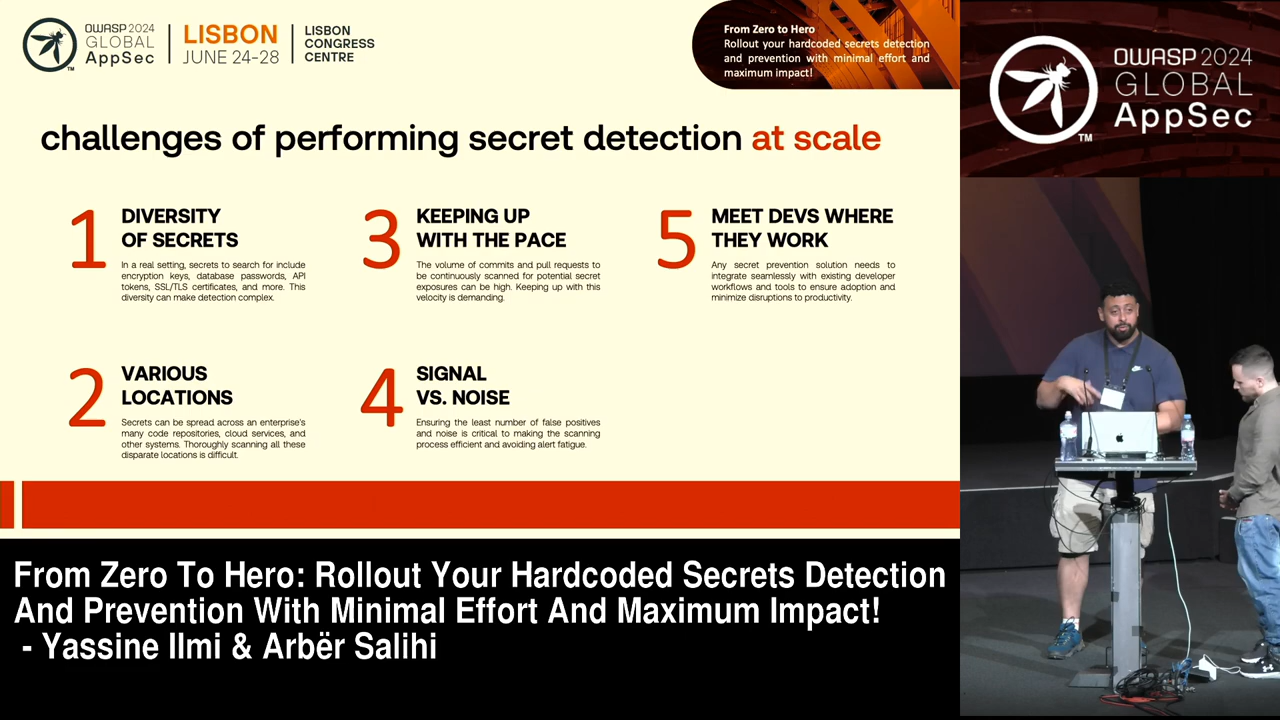 OWASP 2024
GLOBAL
AppSec
TM
LISBON
JUNE 24-28
LISBON
CONGRESS
CENTRE
From Zero to Hero
Rollout your hardcoded secrets detection
and prevention with minimal effort and
maximum impact!
OWASP 2024
GLOBAL
AppSec
TM
challenges of performing secret detection at scale
1
DIVERSITY
OF SECRETS
In a real setting, secrets to search for include
encryption keys, database passwords, API
tokens, SSL/TLS certificates, and more. This
diversity can make detection complex.
2
VARIOUS
LOCATIONS
Secrets can be spread across an enterprise's
many code repositories, cloud services, and
other systems. Thoroughly scanning all these
disparate locations is difficult.
3
KEEPING UP
WITH THE PACE
The volume of commits and pull requests to
be continuously scanned for potential secret
exposures can be high. Keeping up with this
velocity is demanding.
4
SIGNAL
VS. NOISE
Ensuring the least number of false positives
and noise is critical to making the scanning
process efficient and avoiding alert fatigue.
5
MEET DEVS WHERE
THEY WORK
Any secret prevention solution needs to
integrate seamlessly with existing developer
workflows and tools to ensure adoption and
minimize disruptions to productivity.
From Zero To Hero: Rollout Your Hardcoded Secrets Detection
And Prevention With Minimal Effort And Maximum Impact!
- Yassine Ilmi & Arbër Salihi